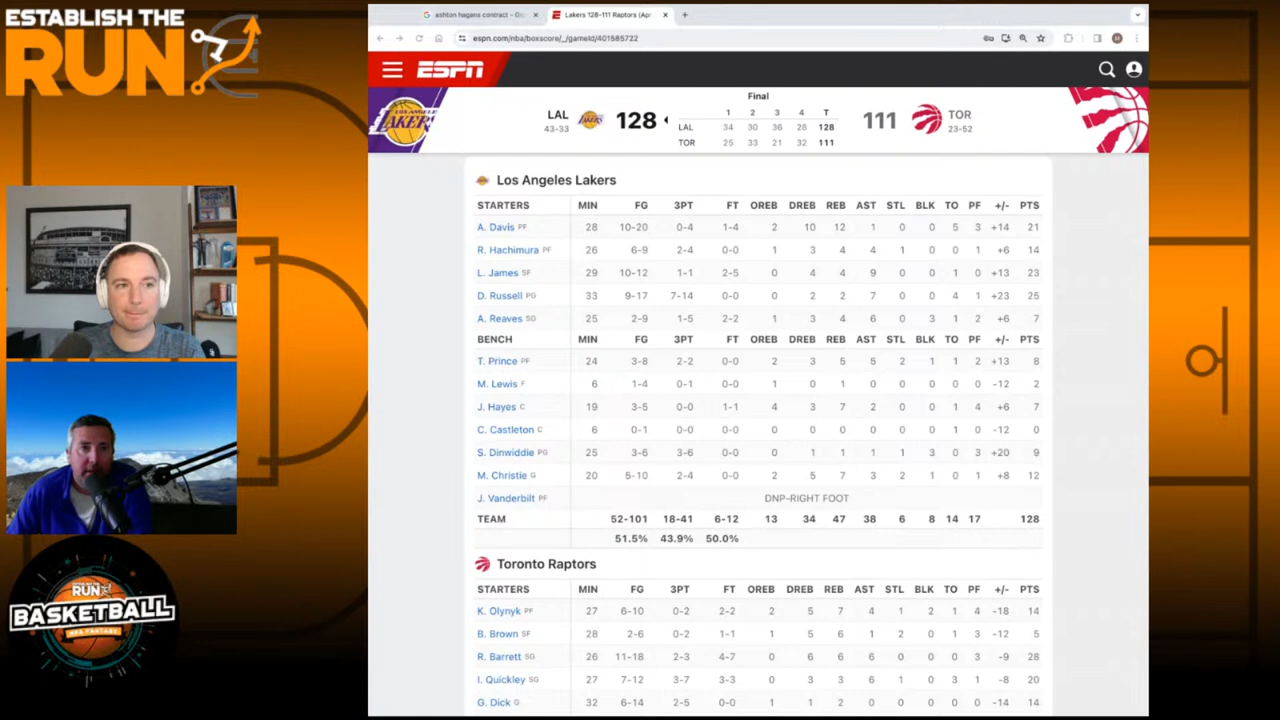 ESTABLISH THE
RUN
ashton hagans contract - Go
Lakers 128-111 Raptors (Apr
espn.com/nba/boxscore/_/gameId/401585722
ESPN
LAL
43-33
128
Final
1 2 3 4 T
LAL 34 30 36 28 128
TOR 25 33 21 32 111
111
TOR
23-52
LOS ANGELES
LAKERS
Los Angeles Lakers
STARTERS MIN FG 3PT FT OREB DREB REB AST STL BLK TO PF +/- PTS
A. Davis PF 28 10-20 0-4 1-4 2 10 12 1 0 0 5 3 +14 21
R. Hachimura PF 26 6-9 2-4 0-0 1 3 4 4 1 0 0 1 +6 14
L. James SF 29 10-12 1-1 2-5 0 4 4 9 0 0 1 0 +13 23
D. Russell PG 33 9-17 7-14 0-0 0 2 2 7 0 0 4 1 +23 25
A. Reaves SG 25 2-9 1-5 2-2 1 3 4 6 0 3 1 2 +6 7
BENCH MIN FG 3PT FT OREB DREB REB AST STL BLK TO PF +/- PTS
T. Prince PF 24 3-8 2-2 0-0 2 3 5 5 2 1 1 2 +13 8
M. Lewis F 6 1-4 0-1 0-0 1 0 1 0 0 0 0 0 -12 2
J. Hayes C 19 3-5 0-0 1-1 4 3 7 2 0 0 1 4 +6 7
C. Castleton C 6 0-1 0-0 0-0 0 0 0 0 0 0 1 0 -12 0
S. Dinwiddie PG 25 3-6 3-6 0-0 0 1 1 1 1 3 0 3 +20 9
M. Christie G 20 5-10 2-4 0-0 2 5 7 3 2 1 0 1 +8 12
J. Vanderbilt PF DNP-RIGHT FOOT
TEAM 52-101 18-41 6-12 13 34 47 38 6 8 14 17 128
51.5% 43.9% 50.0%
Toronto Raptors
STARTERS MIN FG 3PT FT OREB DREB REB AST STL BLK TO PF +/- PTS
K. Olynyk PF 27 6-10 0-2 2-2 2 5 7 4 1 2 1 4 -18 14
B. Brown SF 28 2-6 0-2 1-1 1 5 6 1 2 0 1 3 -12 5
R. Barrett SG 26 11-18 2-3 4-7 0 6 6 6 0 0 0 3 -9 28
I. Quickley SG 27 7-12 3-7 3-3 0 3 3 6 1 0 3 1 -8 20
G. Dick G 32 6-14 2-5 0-0 1 1 2 0 0 0 0 0 -14 14
ESTABLISH THE
RUN
BASKETBALL
NBA FANTASY